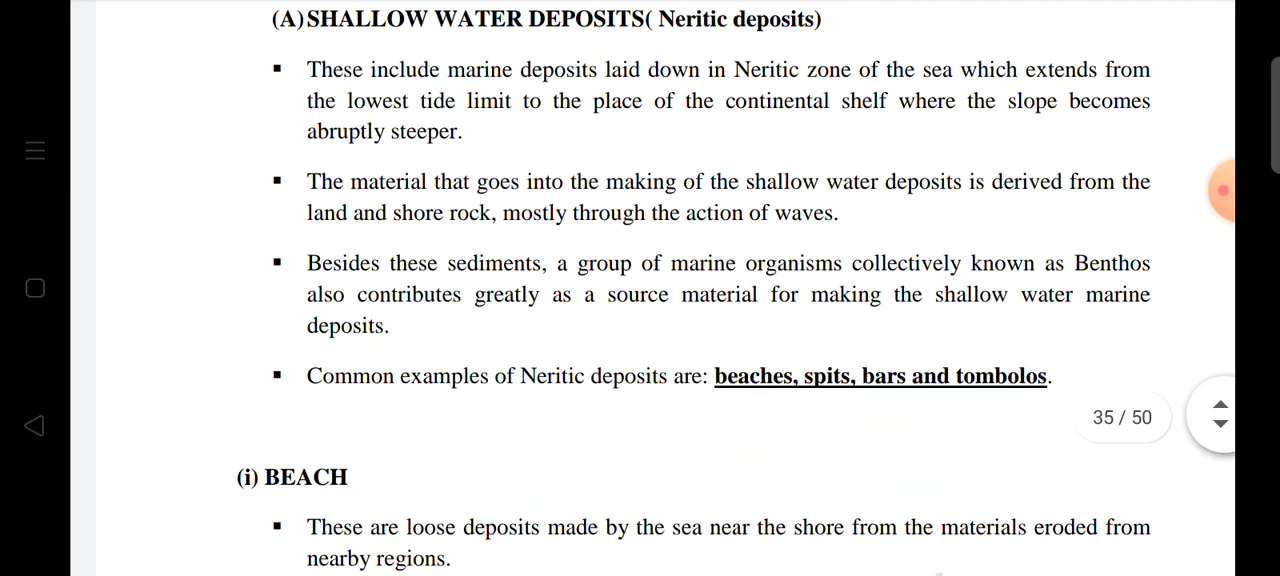 (A)SHALLOW WATER DEPOSITS( Neritic deposits)
▪ These include marine deposits laid down in Neritic zone of the sea which extends from
the lowest tide limit to the place of the continental shelf where the slope becomes
abruptly steeper.
▪ The material that goes into the making of the shallow water deposits is derived from the
land and shore rock, mostly through the action of waves.
▪ Besides these sediments, a group of marine organisms collectively known as Benthos
also contributes greatly as a source material for making the shallow water marine
deposits.
▪ Common examples of Neritic deposits are: beaches, spits, bars and tombolos.
35 / 50
(i) BEACH
▪ These are loose deposits made by the sea near the shore from the materials eroded from
nearby regions.